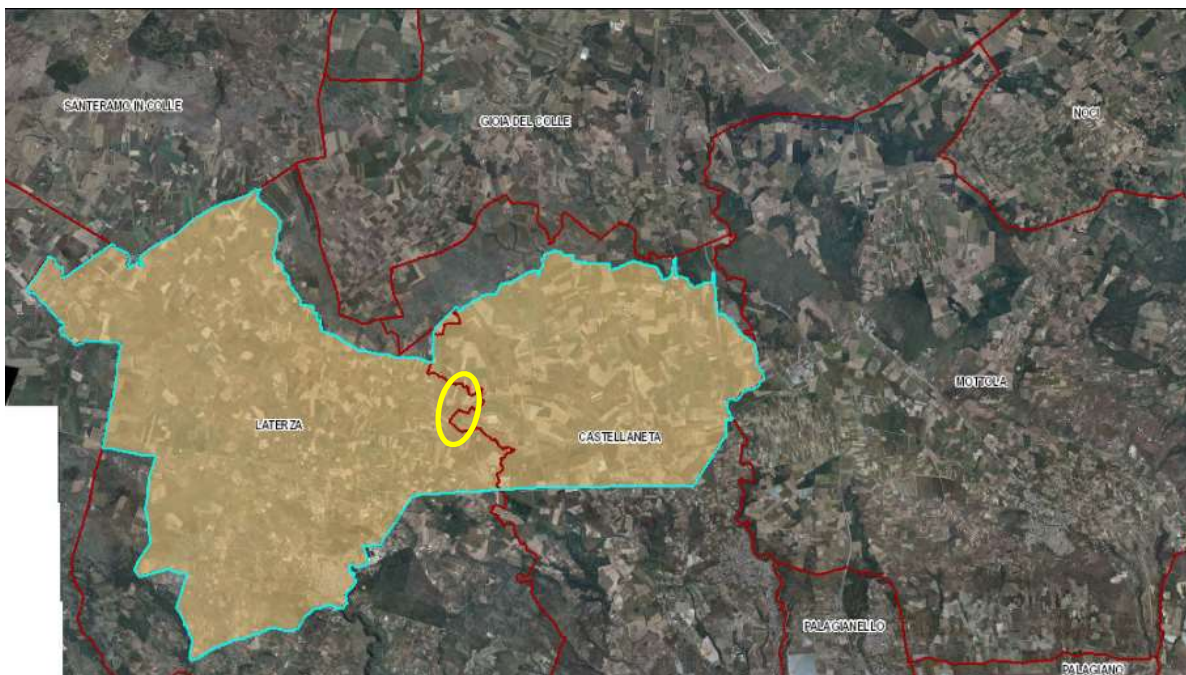 SANTERAMO IN COLLE
GIOIA DEL COLLE
NOCI
MOTTOLA
LATERZA
CASTELLANETA
PALAGIANELLO
PALAGIANO